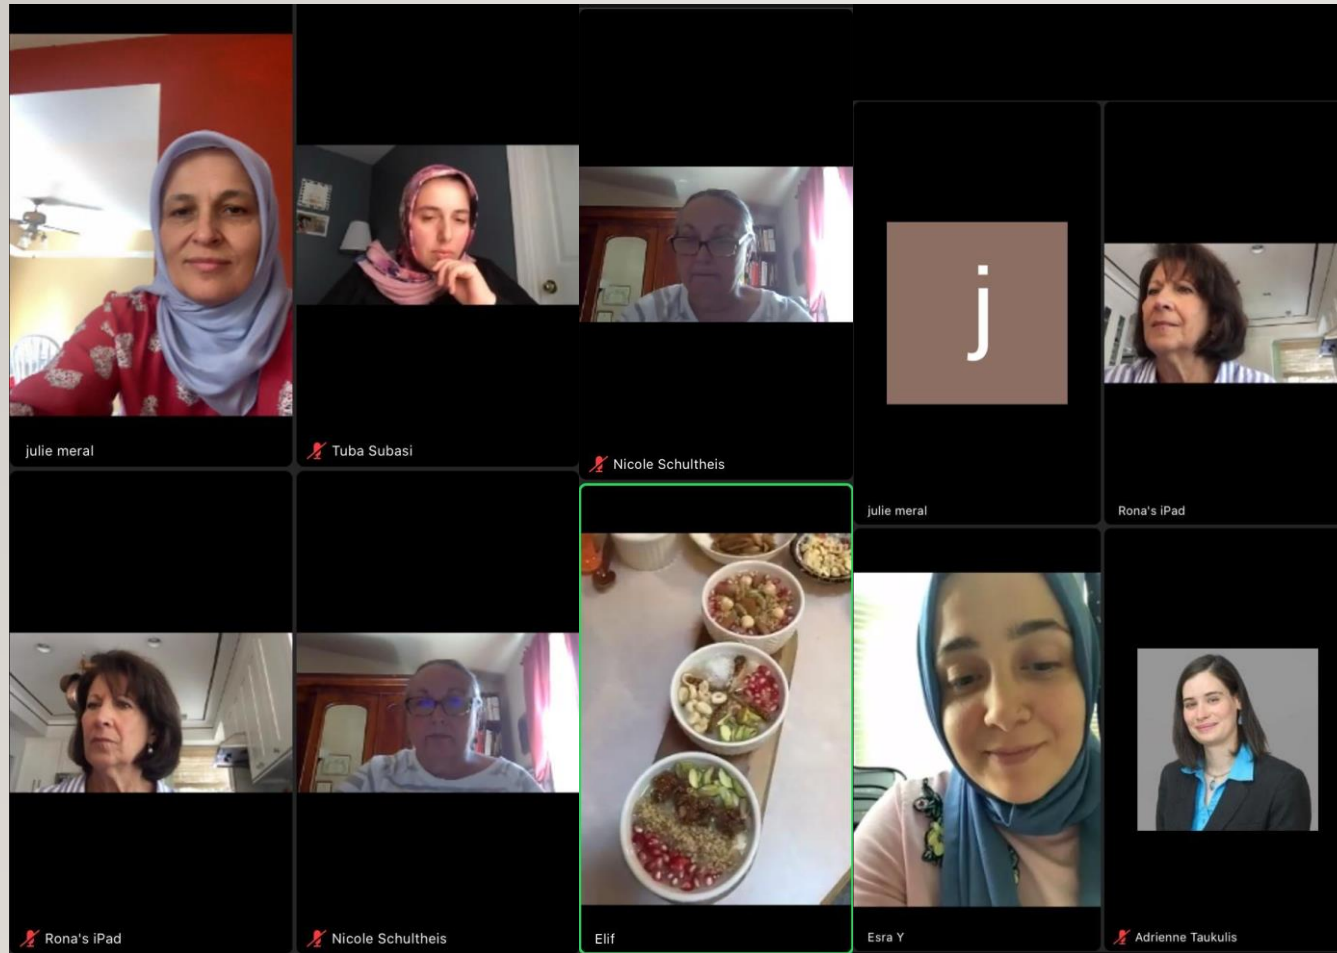 julie meral
Tuba Subasi
Nicole Schultheis
j
julie meral
Rona's iPad
Rona's iPad
Nicole Schultheis
Elif
Esra Y
Adrienne Taukulis